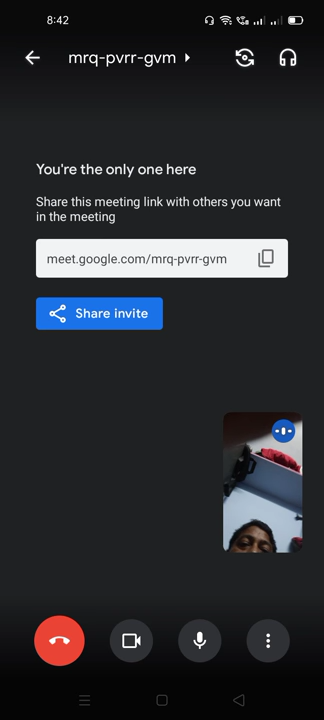 8:42
mrq-pvrr-gvm
You're the only one here
Share this meeting link with others you want
in the meeting
meet.google.com/mrq-pvrr-gvm
Share invite